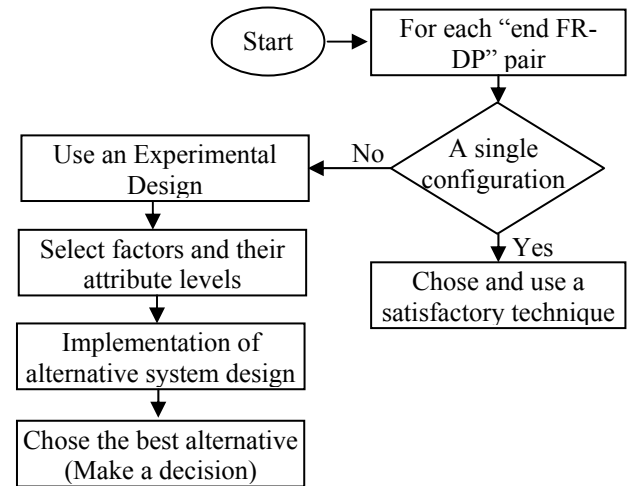 Start
For each “end FR-
DP” pair
A single
configuration
No
Yes
Use an Experimental
Design
Chose and use a
satisfactory technique
Select factors and their
attribute levels
Implementation of
alternative system design
Chose the best alternative
(Make a decision)